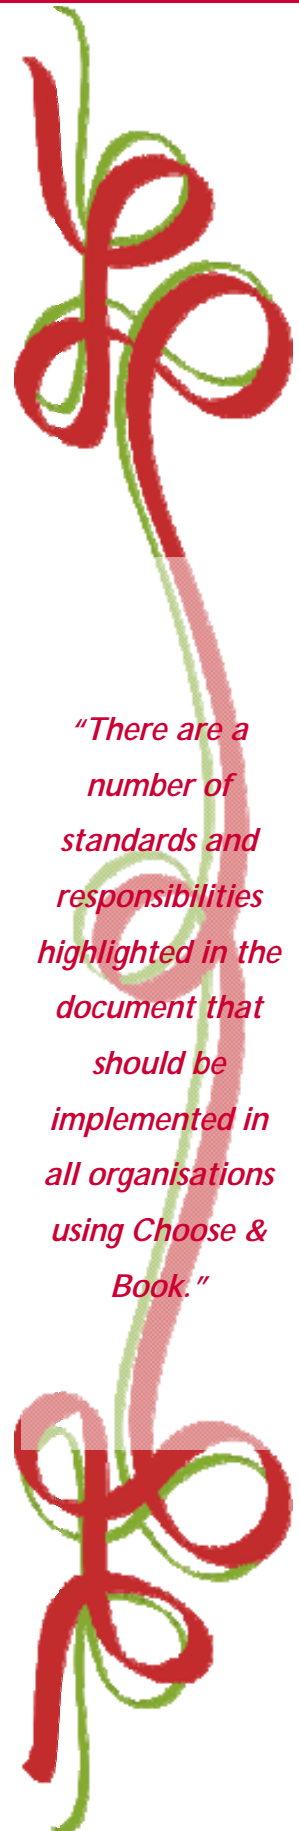 “There are a
number of
standards and
responsibilities
highlighted in the
document that
should be
implemented in
all organisations
using Choose &
Book.”